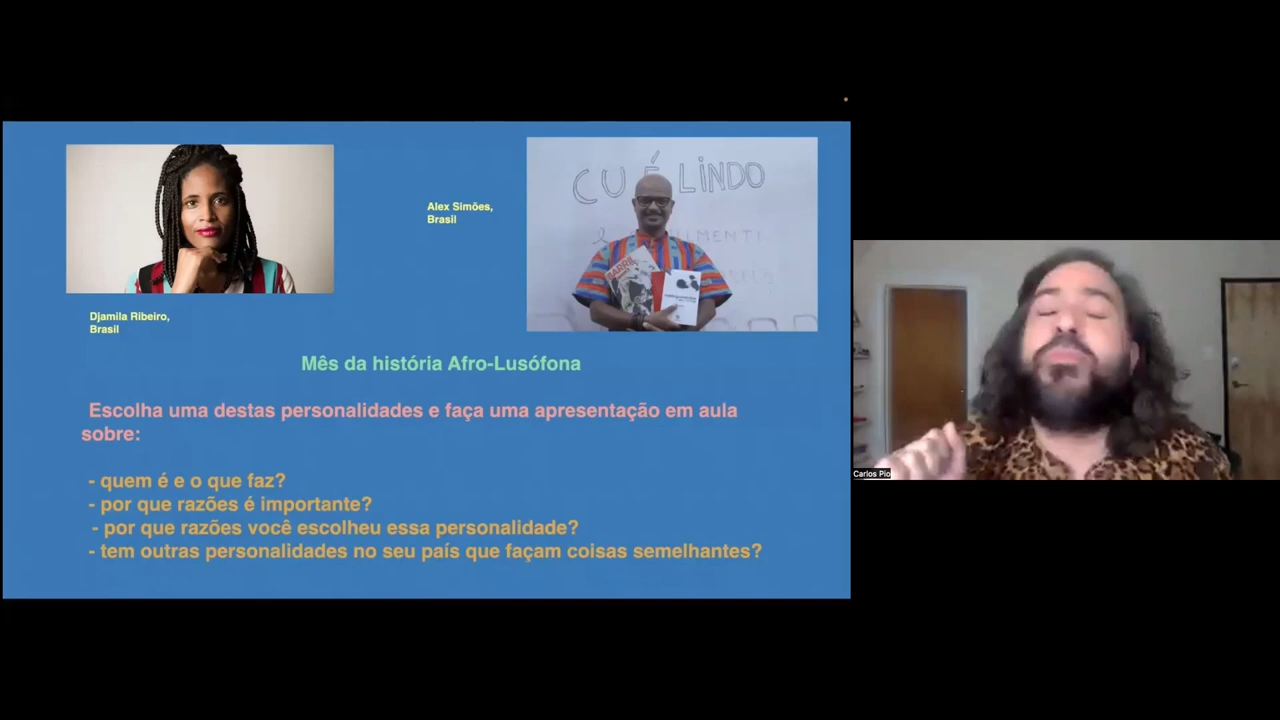 CU É LINDO
Alex Simões,
Brasil
BARRIL
Djamila Ribeiro,
Brasil
Mês da história Afro-Lusófona
Escolha uma destas personalidades e faça uma apresentação em aula
sobre:
- quem é e o que faz?
- por que razões é importante?
- por que razões você escolheu essa personalidade?
- tem outras personalidades no seu país que façam coisas semelhantes?
Carlos Pio